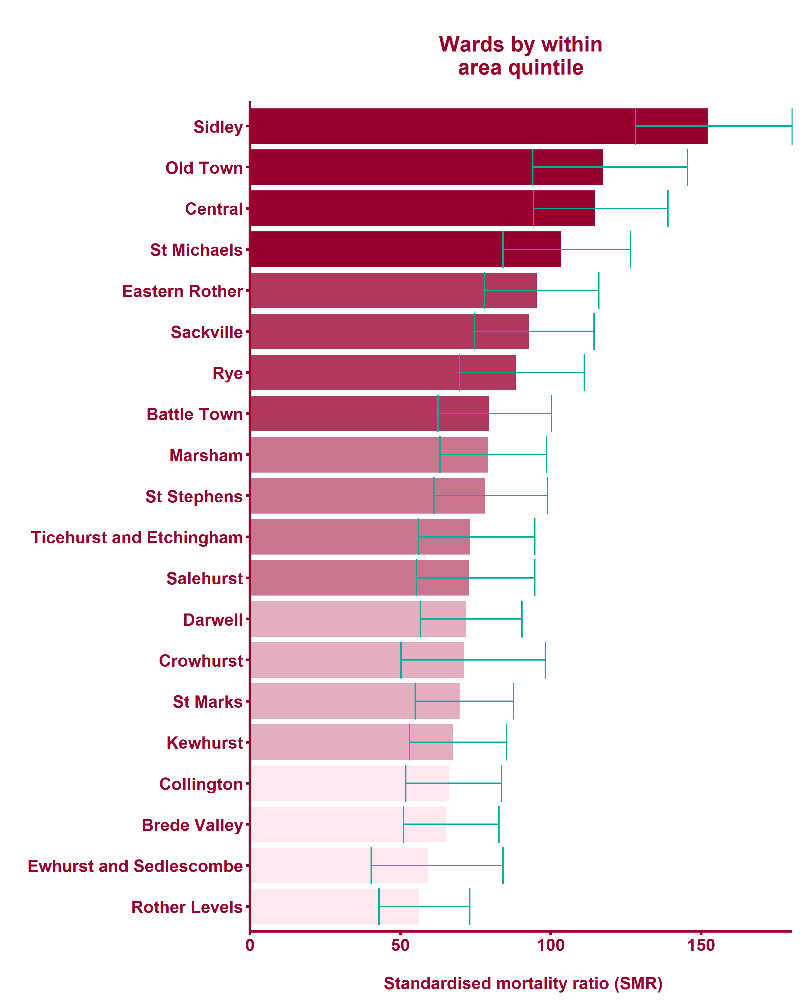 Wards by within
area quintile
Sidley
Old Town
Central
St Michaels
Eastern Rother
Sackville
Rye
Battle Town
Marsham
St Stephens
Ticehurst and Etchingham
Salehurst
Darwell
Crowhurst
St Marks
Kewhurst
Collington
Brede Valley
Ewhurst and Sedlescombe
Rother Levels
0 50 100 150
Standardised mortality ratio (SMR)